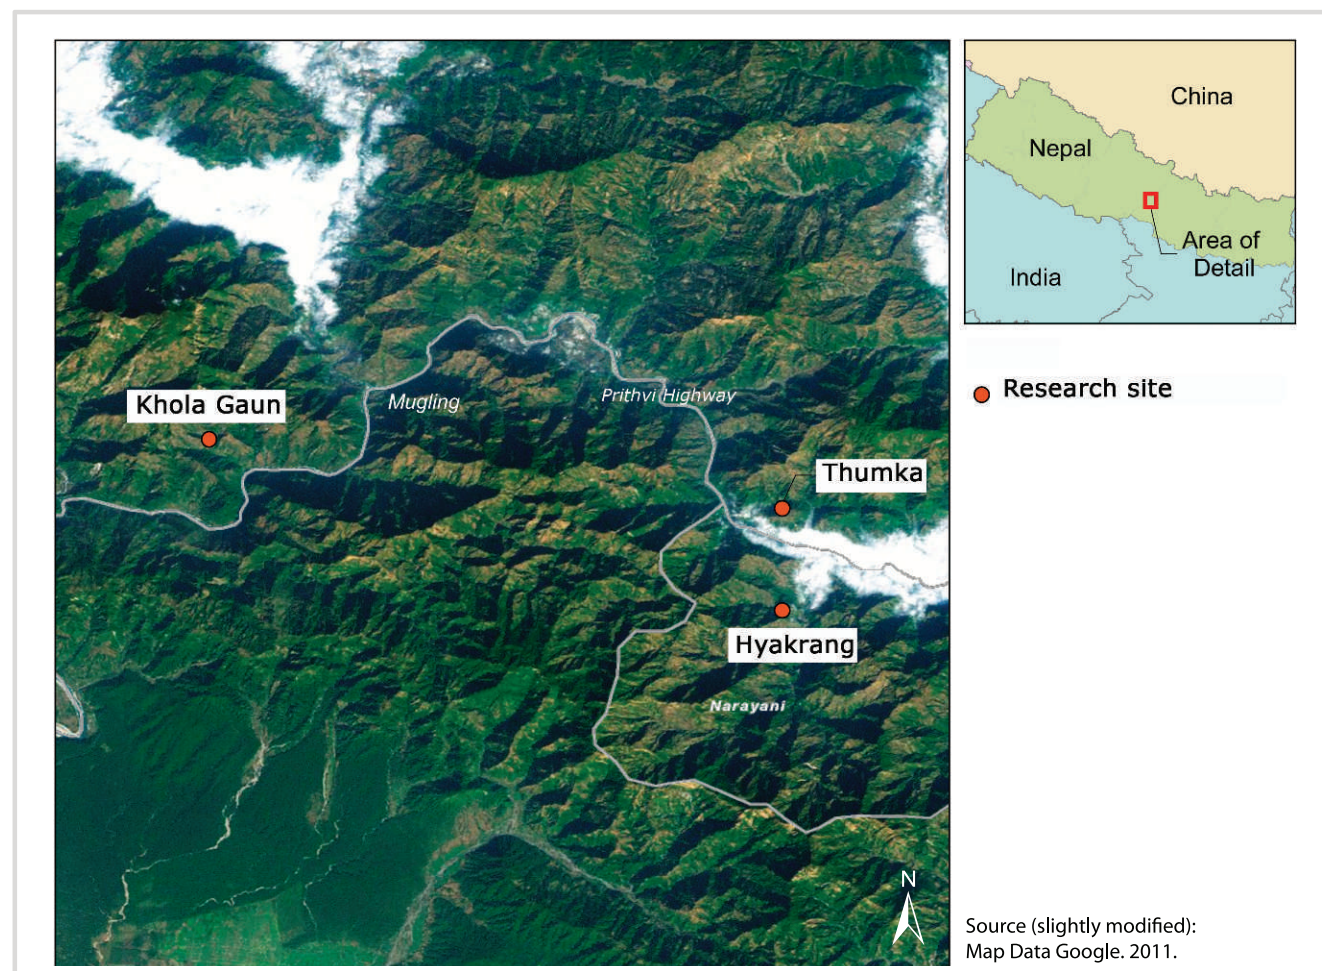 China
Nepal
Area of
Detail
India
Khola Gaun
Mugling
Prithvi Highway
Research site
Thumka
Hyakrang
Narayani
N
Source (slightly modified):
Map Data Google. 2011.